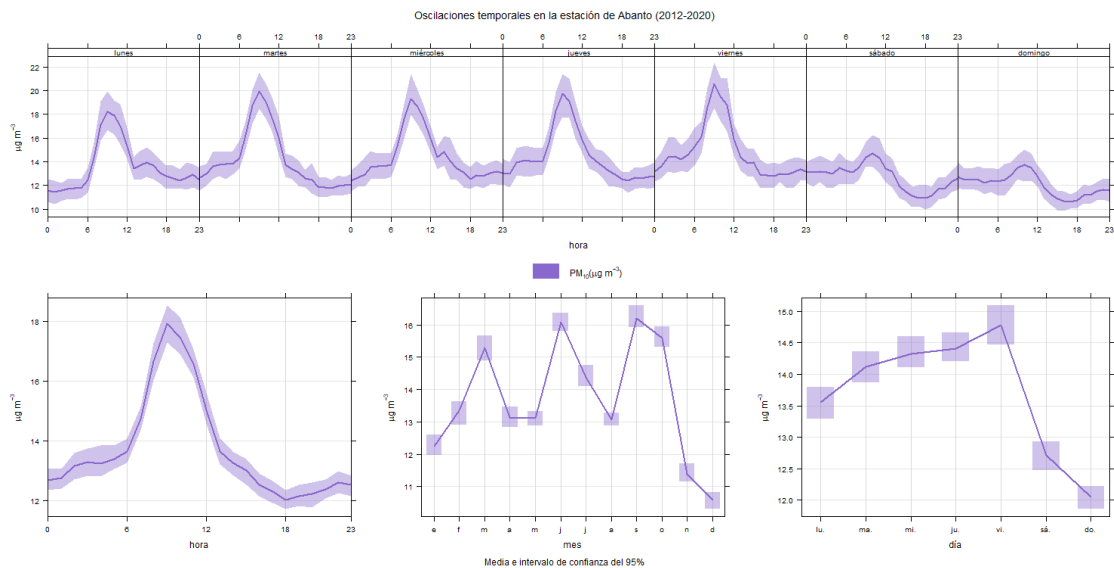 Oscilaciones temporales en la estación de Abanto (2012-2020)
0 6 12 18 23 0 6 12 18 23 0 6 12 18 23
lunes martes miércoles jueves viernes sábado domingo
22
20
18
16
14
12
10
µg m⁻³
0 6 12 18 23 0 6 12 18 23 0 6 12 18 23 0 6 12 18 23
hora
PM₁₀(µg m⁻³)
18
16
14
12
µg m⁻³
0 6 12 18 23
hora
16
15
14
13
12
11
µg m⁻³
e f m a m j j a s o n d
mes
15.0
14.5
14.0
13.5
13.0
12.5
12.0
µg m⁻³
lu. ma. mi. ju. vi. sá. do.
día
Media e intervalo de confianza del 95%